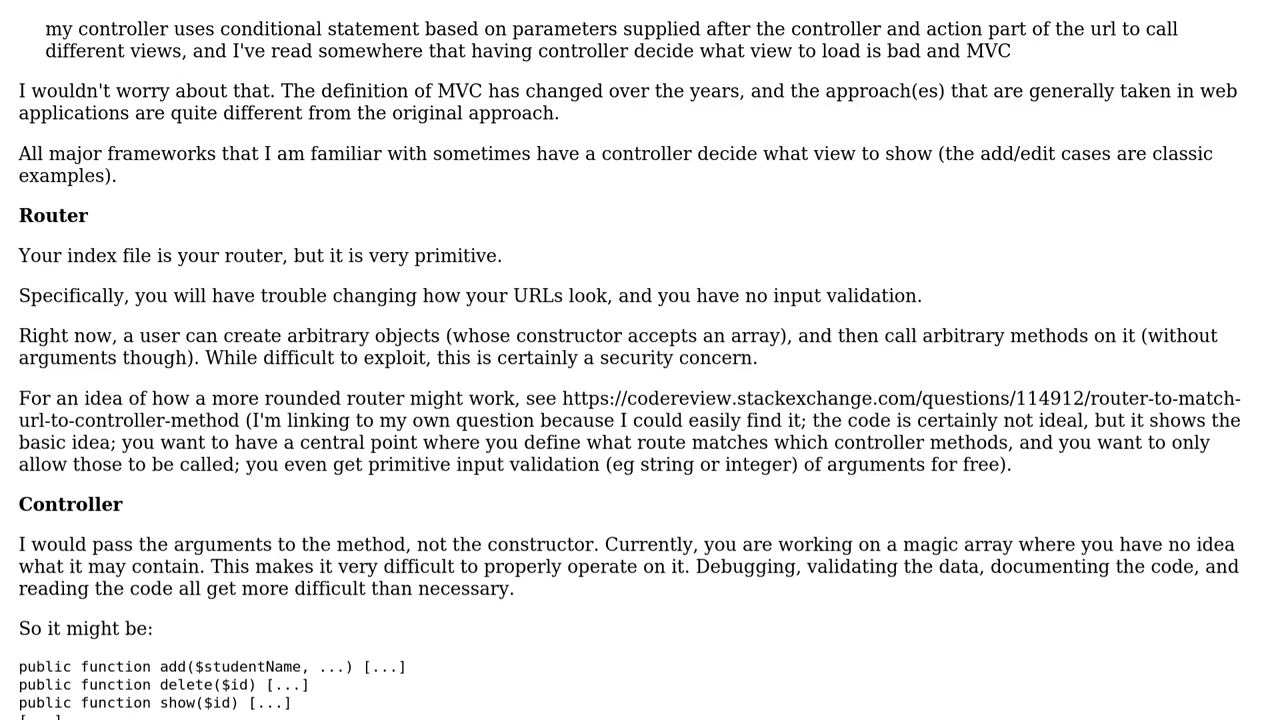 my controller uses conditional statement based on parameters supplied after the controller and action part of the url to call
different views, and I've read somewhere that having controller decide what view to load is bad and MVC
I wouldn't worry about that. The definition of MVC has changed over the years, and the approach(es) that are generally taken in web
applications are quite different from the original approach.
All major frameworks that I am familiar with sometimes have a controller decide what view to show (the add/edit cases are classic
examples).
Router
Your index file is your router, but it is very primitive.
Specifically, you will have trouble changing how your URLs look, and you have no input validation.
Right now, a user can create arbitrary objects (whose constructor accepts an array), and then call arbitrary methods on it (without
arguments though). While difficult to exploit, this is certainly a security concern.
For an idea of how a more rounded router might work, see https://codereview.stackexchange.com/questions/114912/router-to-match-
url-to-controller-method (I'm linking to my own question because I could easily find it; the code is certainly not ideal, but it shows the
basic idea; you want to have a central point where you define what route matches which controller methods, and you want to only
allow those to be called; you even get primitive input validation (eg string or integer) of arguments for free).
Controller
I would pass the arguments to the method, not the constructor. Currently, you are working on a magic array where you have no idea
what it may contain. This makes it very difficult to properly operate on it. Debugging, validating the data, documenting the code, and
reading the code all get more difficult than necessary.
So it might be:
public function add($studentName, ...) [...]
public function delete($id) [...]
public function show($id) [...]